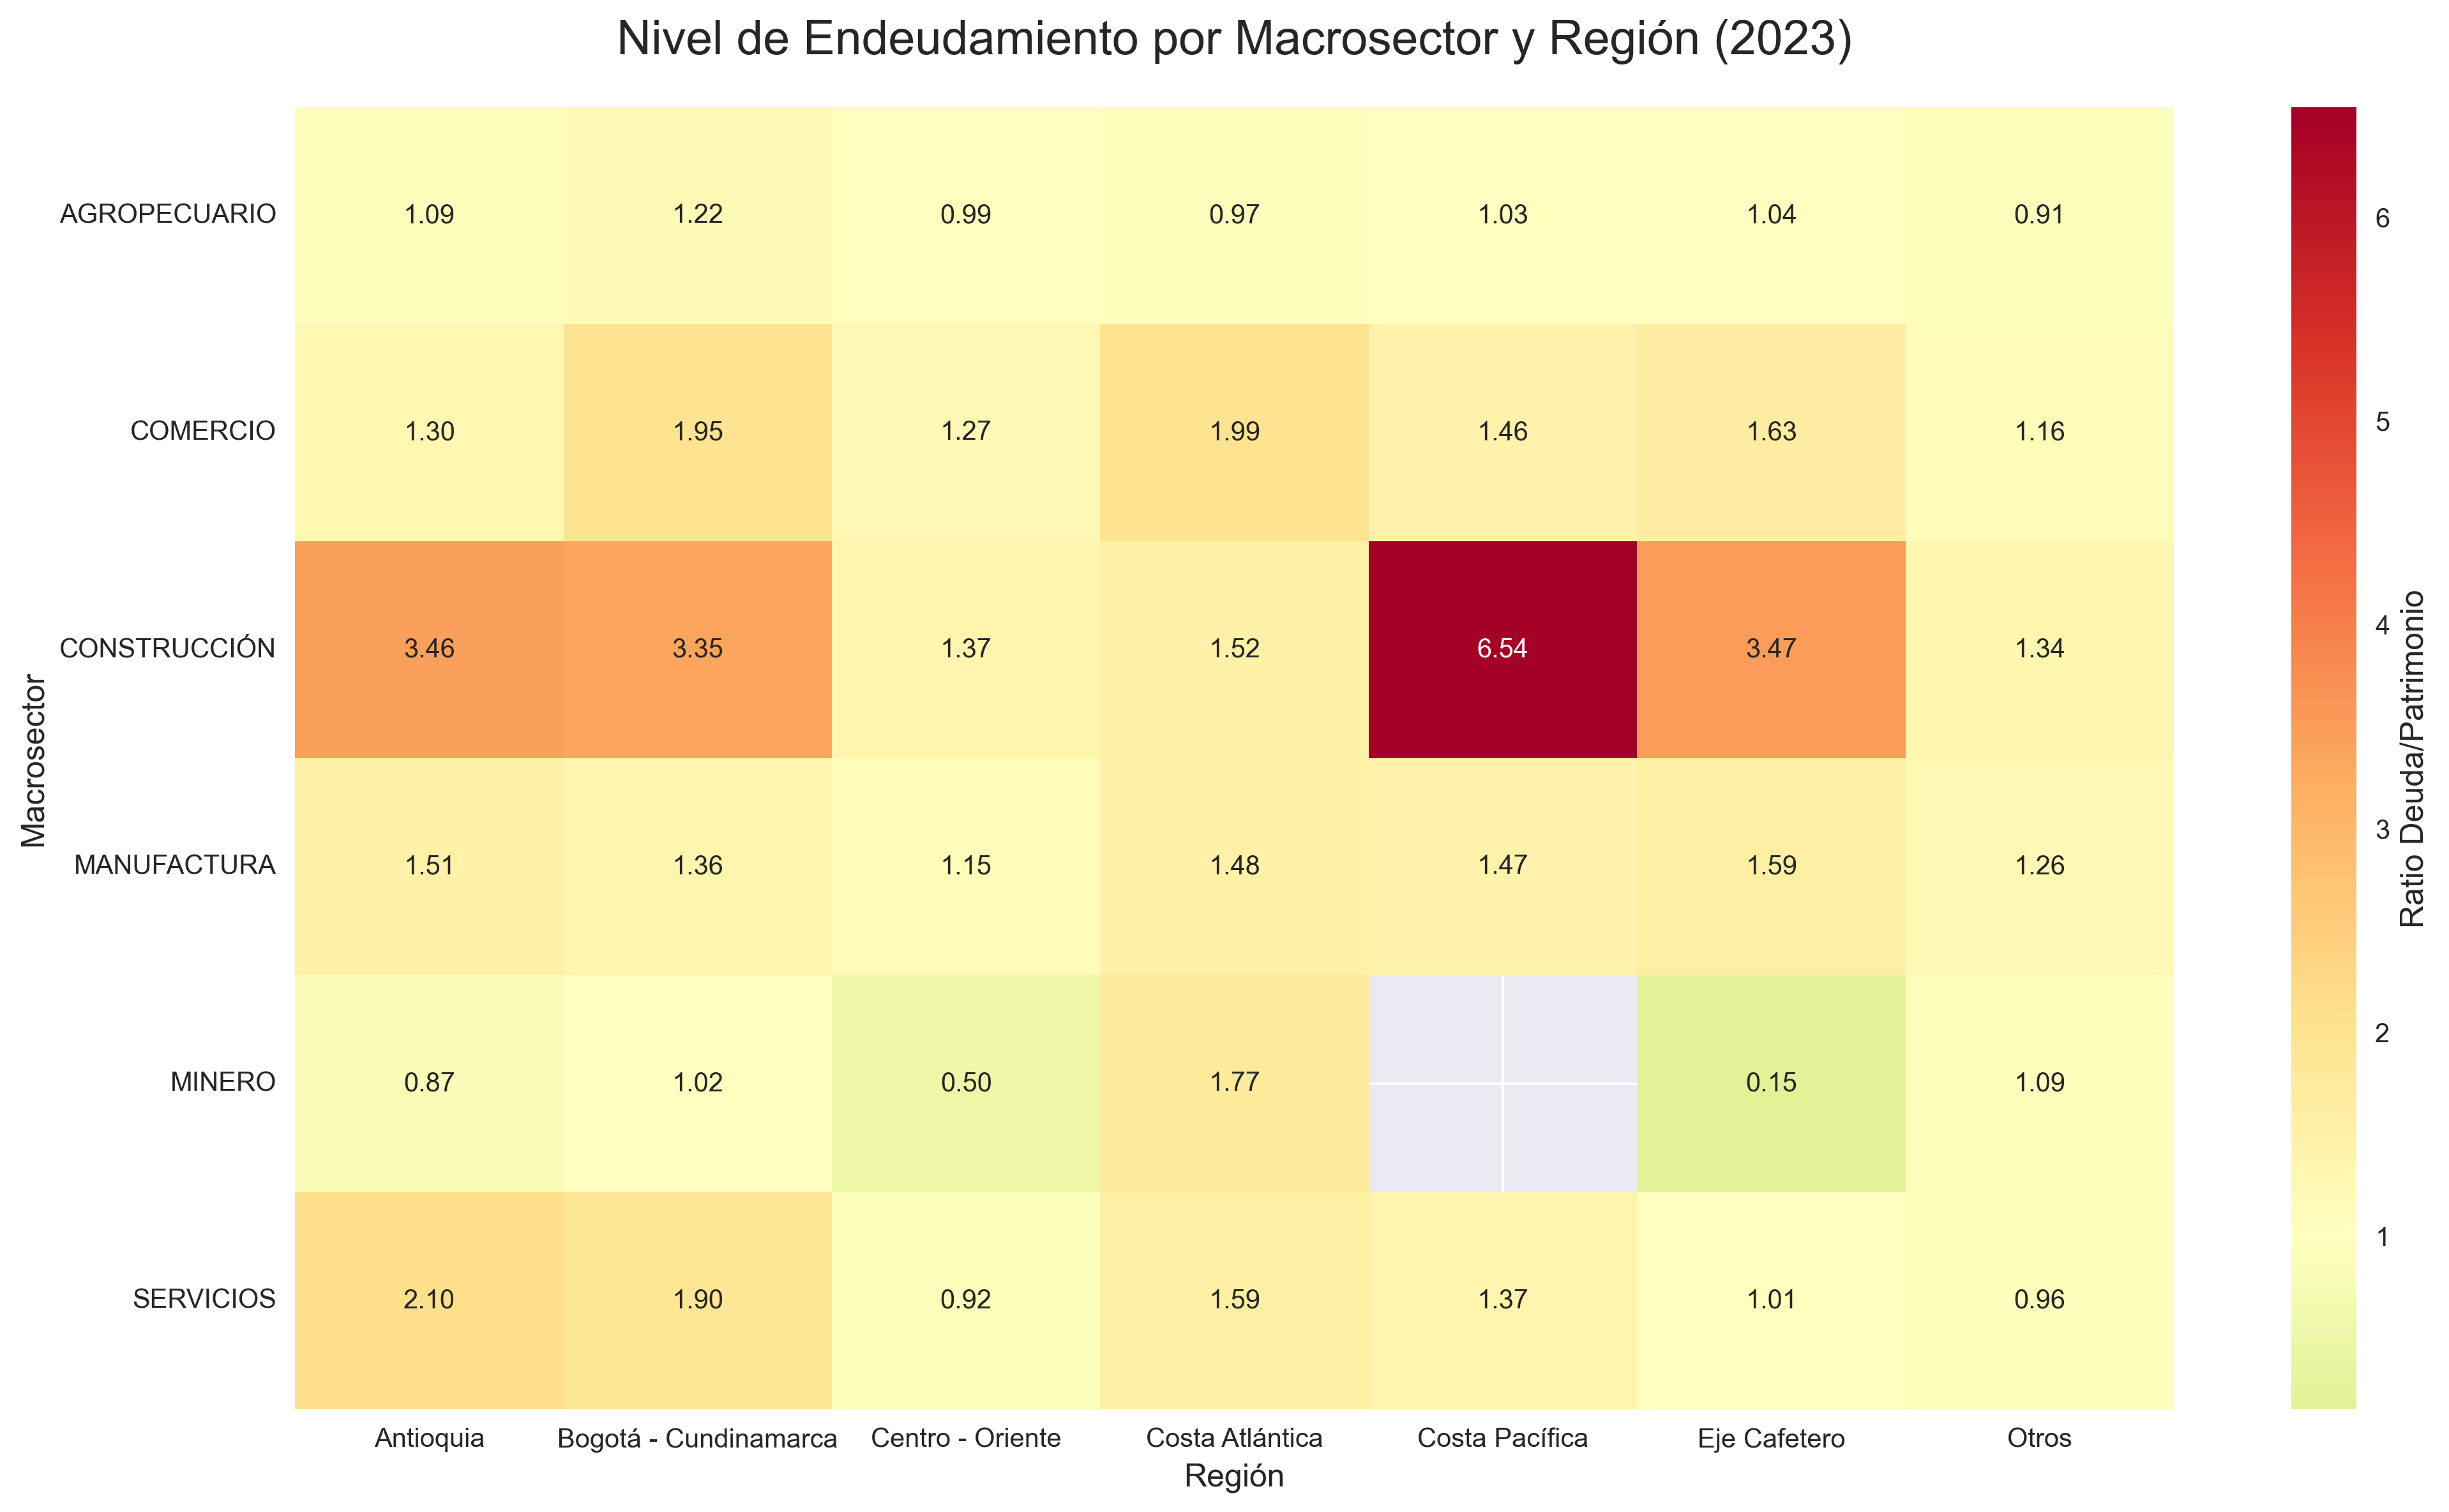 Nivel de Endeudamiento por Macrosector y Región (2023)
Macrosector
AGROPECUARIO 1.09 1.22 0.99 0.97 1.03 1.04 0.91
COMERCIO 1.30 1.95 1.27 1.99 1.46 1.63 1.16
CONSTRUCCIÓN 3.46 3.35 1.37 1.52 6.54 3.47 1.34
MANUFACTURA 1.51 1.36 1.15 1.48 1.47 1.59 1.26
MINERO 0.87 1.02 0.50 1.77 0.15 1.09
SERVICIOS 2.10 1.90 0.92 1.59 1.37 1.01 0.96
Antioquia Bogotá - Cundinamarca Centro - Oriente Costa Atlántica Costa Pacífica Eje Cafetero Otros
Región
6
5
4
3
2
1
Ratio Deuda/Patrimonio